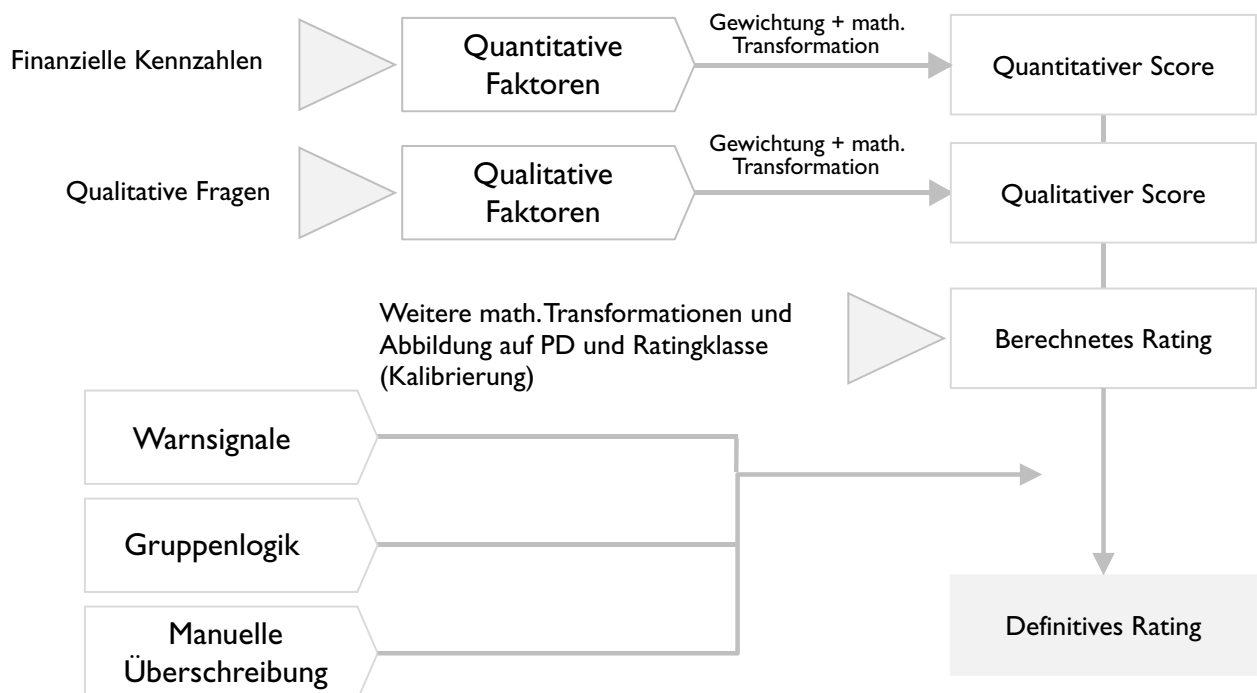 Finanzielle Kennzahlen
Quantitative
Faktoren
Gewichtung + math.
Transformation
Quantitativer Score
Qualitative Fragen
Qualitative
Faktoren
Gewichtung + math.
Transformation
Qualitativer Score
Weitere math. Transformationen und
Abbildung auf PD und Ratingklasse
(Kalibrierung)
Berechnetes Rating
Warnsignale
Gruppenlogik
Manuelle
Überschreibung
Definitives Rating